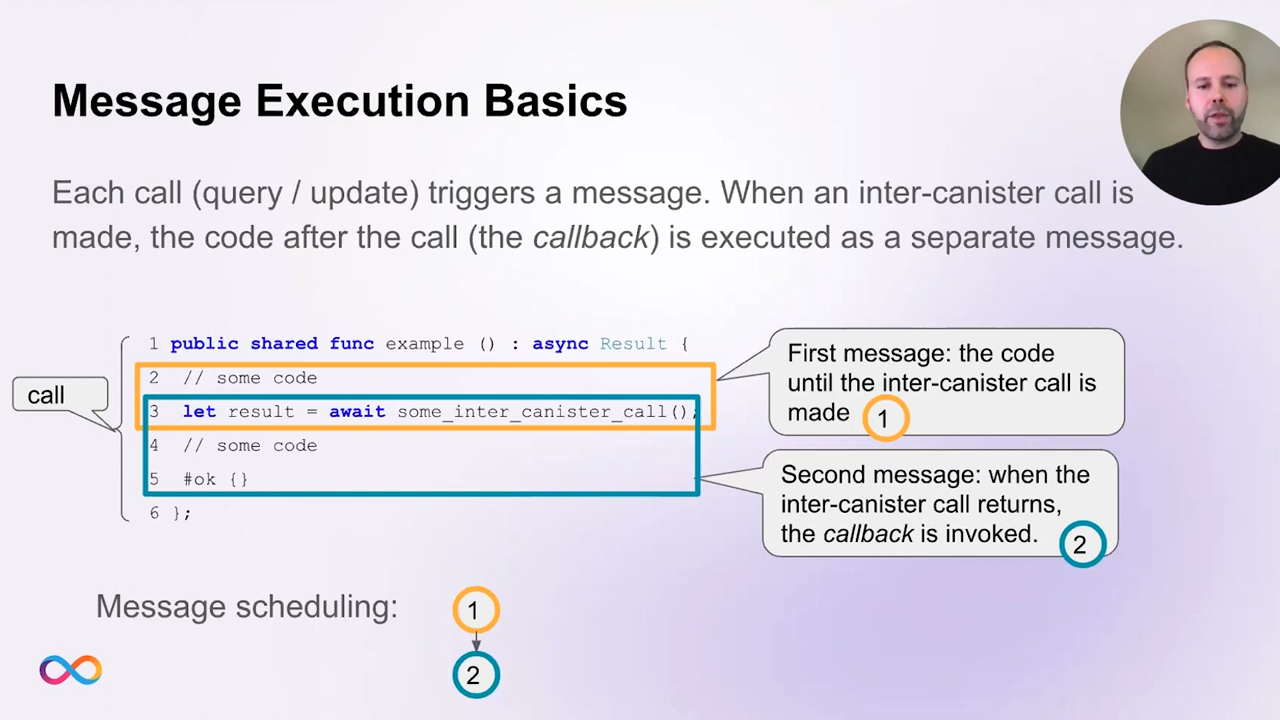 Message Execution Basics
Each call (query / update) triggers a message. When an inter-canister call is
made, the code after the call (the callback) is executed as a separate message.
call
1 public shared func example () : async Result {
2 // some code
3 let result = await some_inter_canister_call();
4 // some code
5 #ok {}
6 };
First message: the code
until the inter-canister call is
made 1
Second message: when the
inter-canister call returns,
the callback is invoked. 2
Message scheduling: 1
2